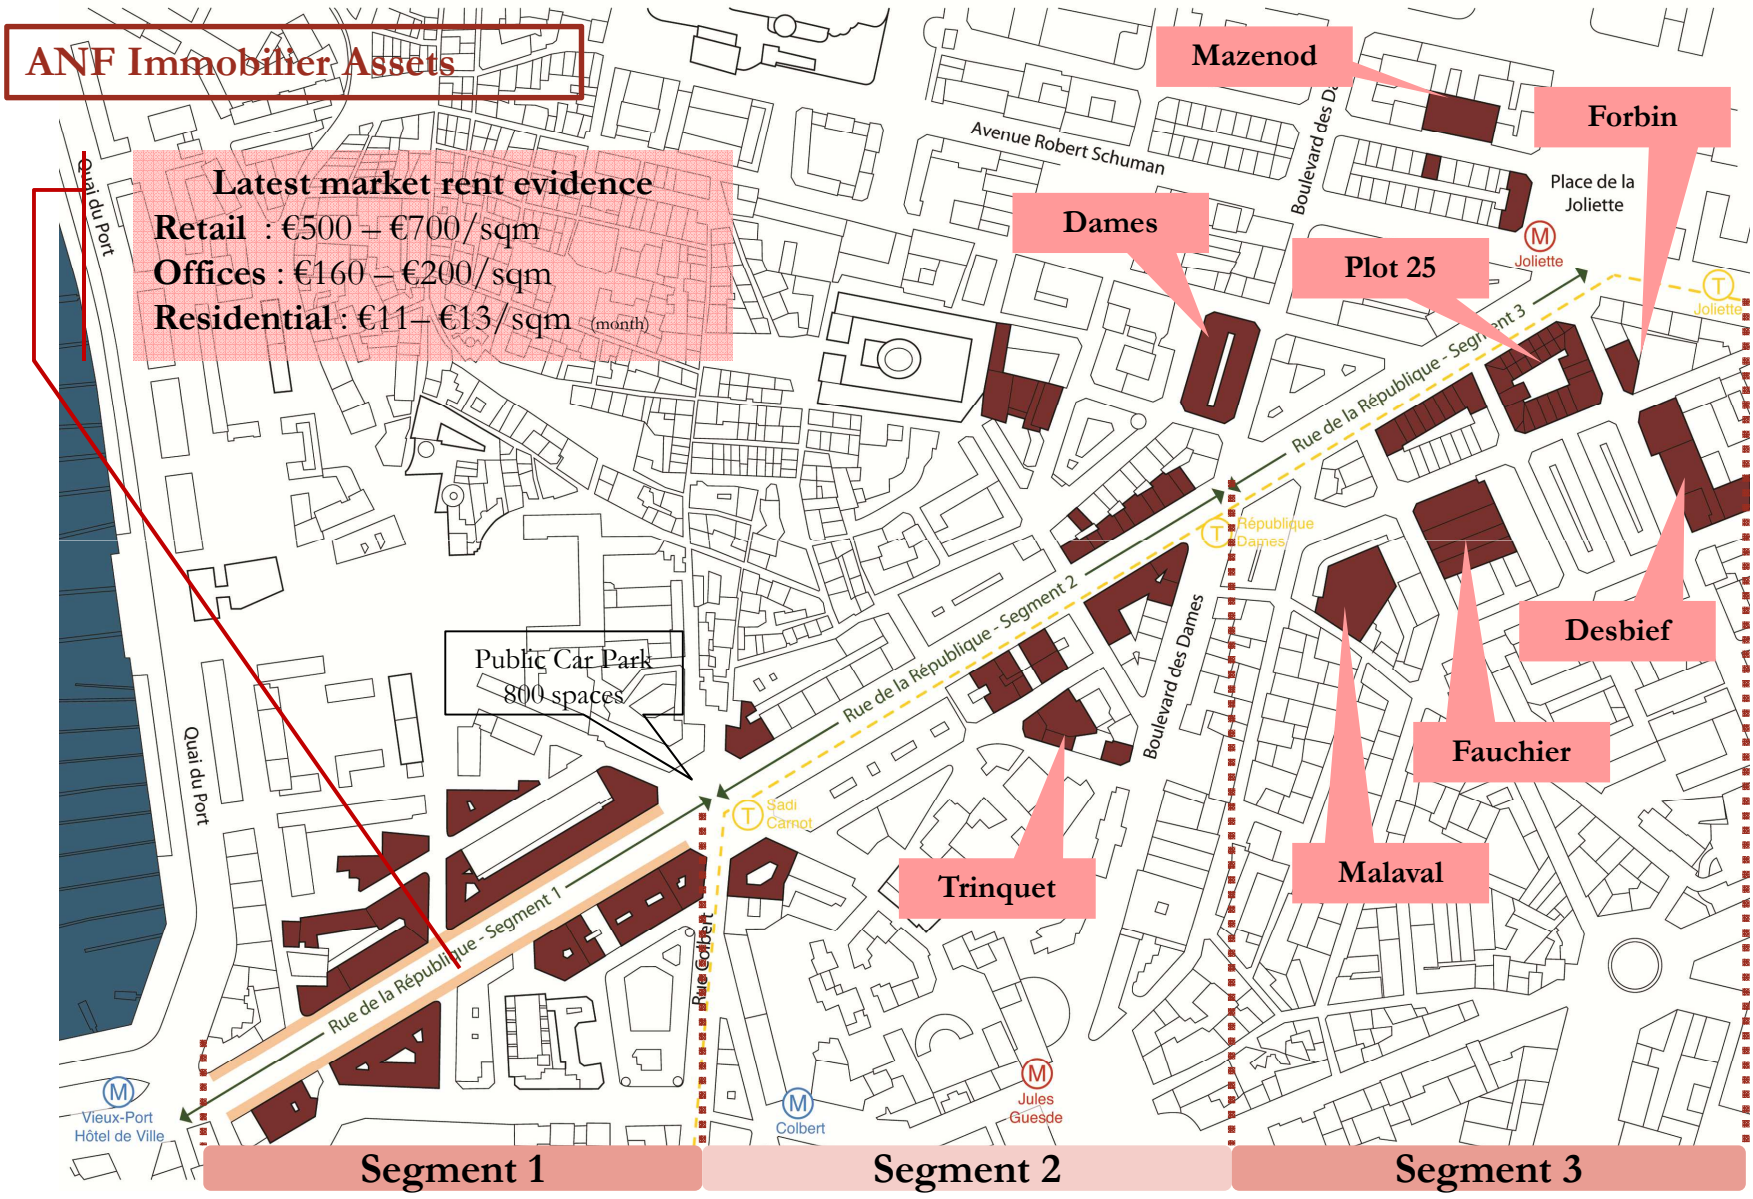 ANF Immobilier Assets
Latest market rent evidence
Retail : €500 – €700/sqm
Offices : €160 – €200/sqm
Residential : €11– €13/sqm (month)
Mazenod
Forbin
Dames
Plot 25
Avenue Robert Schuman
Boulevard des Da
Place de la
Joliette
M
Joliette
T
Joliette
Quai du Port
Rue de la République - Segment 3
T
République
Dames
Rue de la République - Segment 2
Boulevard des Dames
Desbief
Fauchier
Malaval
Trinquet
Public Car Park
800 spaces
Quai du Port
T
Sadi
Carnot
Rue de la République - Segment 1
Rue Colbert
M
Vieux-Port
Hôtel de Ville
M
Colbert
M
Jules
Guesde
Segment 1
Segment 2
Segment 3